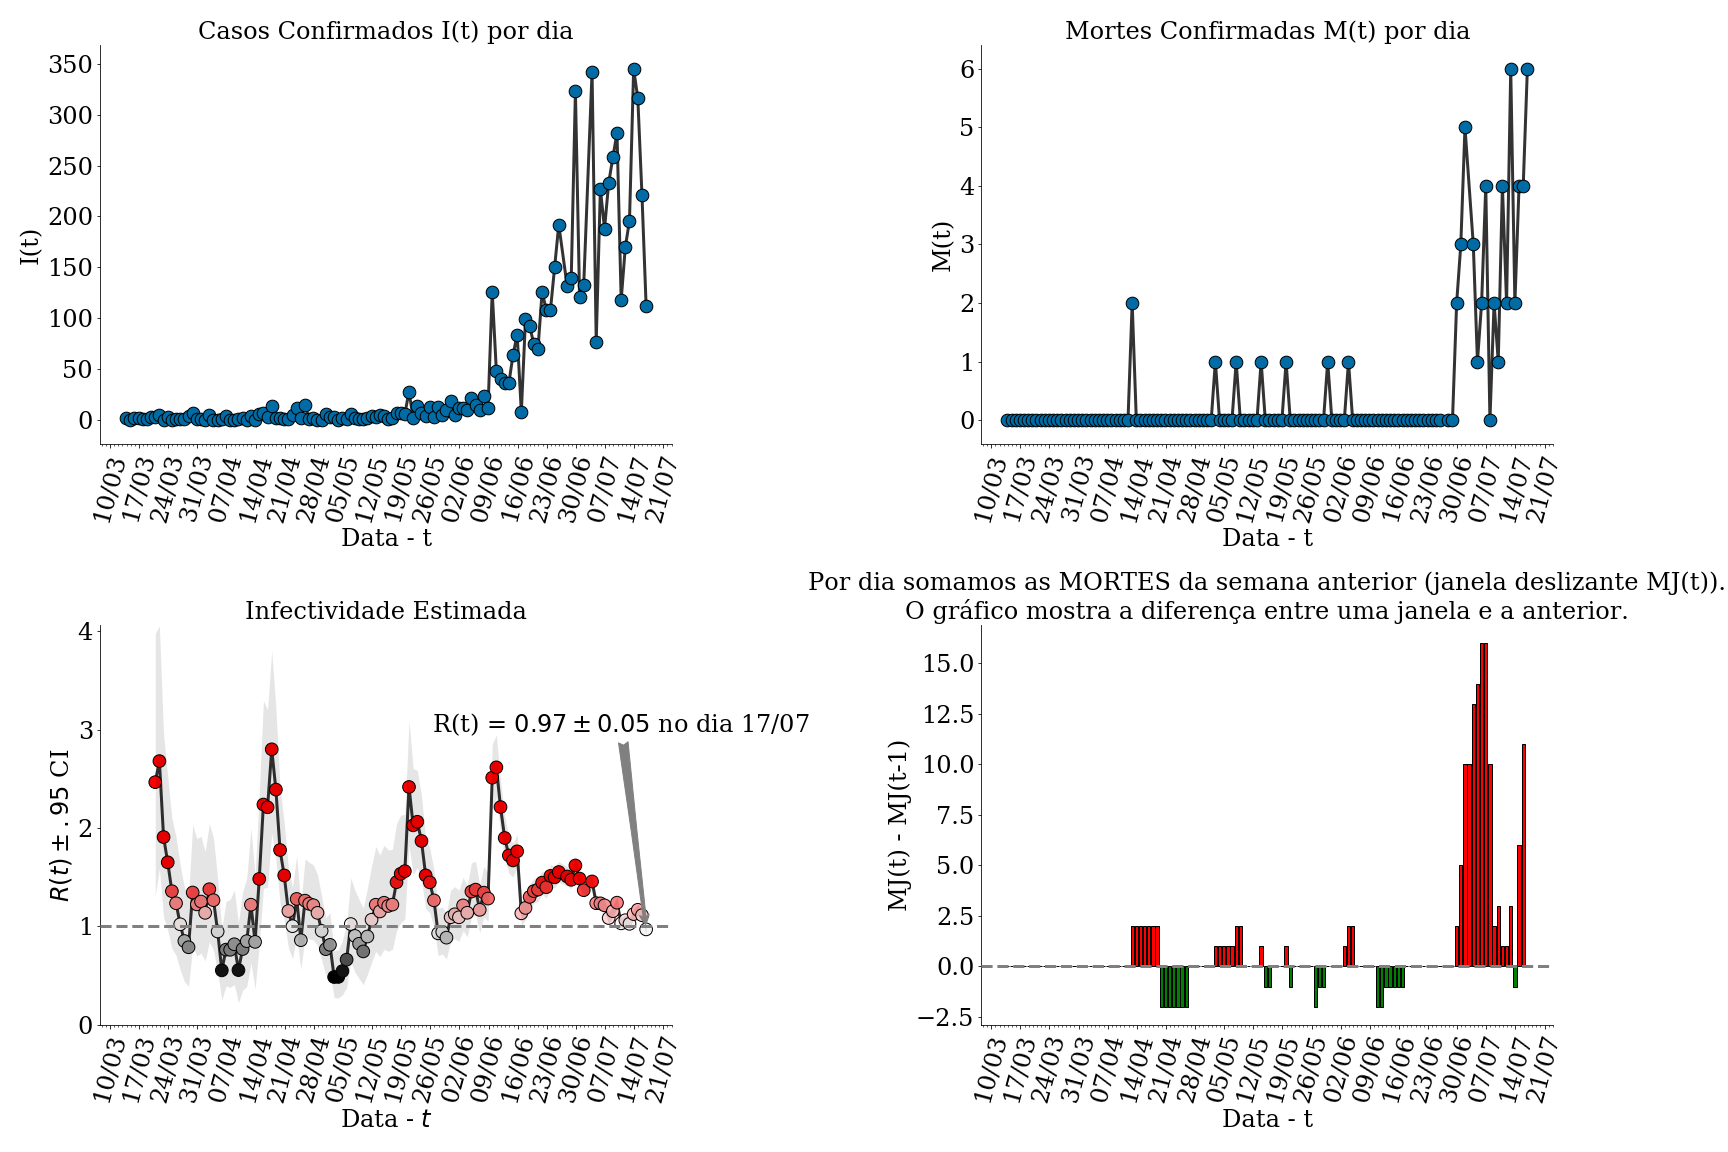 Casos Confirmados I(t) por dia
350
300
250
200
150
100
50
0
I(t)
10/03 17/03 24/03 31/03 07/04 14/04 21/04 28/04 05/05 12/05 19/05 26/05 02/06 09/06 16/06 23/06 30/06 07/07 14/07 21/07
Data - t
Mortes Confirmadas M(t) por dia
6
5
4
3
2
1
0
M(t)
10/03 17/03 24/03 31/03 07/04 14/04 21/04 28/04 05/05 12/05 19/05 26/05 02/06 09/06 16/06 23/06 30/06 07/07 14/07 21/07
Data - t
Infectividade Estimada
4
3
2
1
0
R(t) ± .95 CI
R(t) = 0.97 ± 0.05 no dia 17/07
10/03 17/03 24/03 31/03 07/04 14/04 21/04 28/04 05/05 12/05 19/05 26/05 02/06 09/06 16/06 23/06 30/06 07/07 14/07 21/07
Data - t
Por dia somamos as MORTES da semana anterior (janela deslizante MJ(t)).
O gráfico mostra a diferença entre uma janela e a anterior.
15.0
12.5
10.0
7.5
5.0
2.5
0.0
−2.5
MJ(t) - MJ(t-1)
10/03 17/03 24/03 31/03 07/04 14/04 21/04 28/04 05/05 12/05 19/05 26/05 02/06 09/06 16/06 23/06 30/06 07/07 14/07 21/07
Data - t